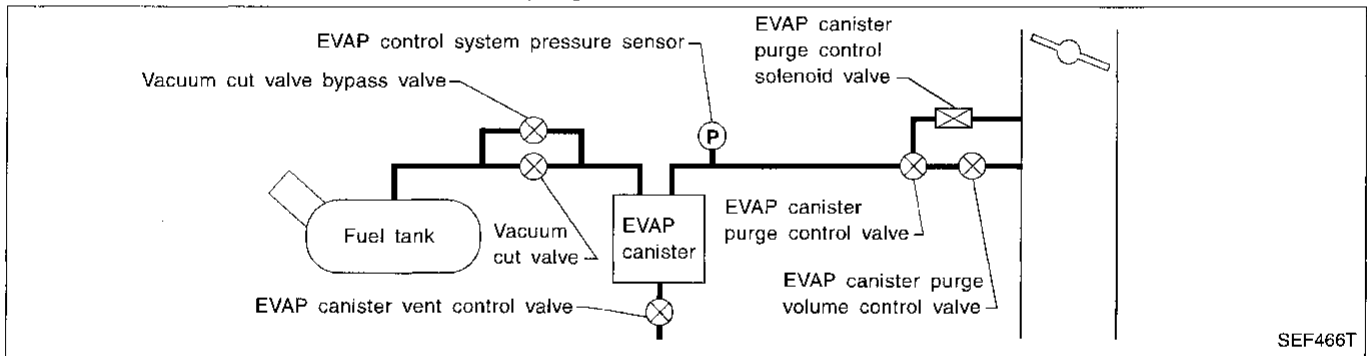 EVAP canister
purge control
solenoid valve
EVAP control system pressure sensor
Vacuum cut valve bypass valve
P
Fuel tank
Vacuum
cut valve
EVAP
canister
EVAP canister
purge control valve
EVAP canister vent control valve
EVAP canister purge
volume control valve
SEF466T